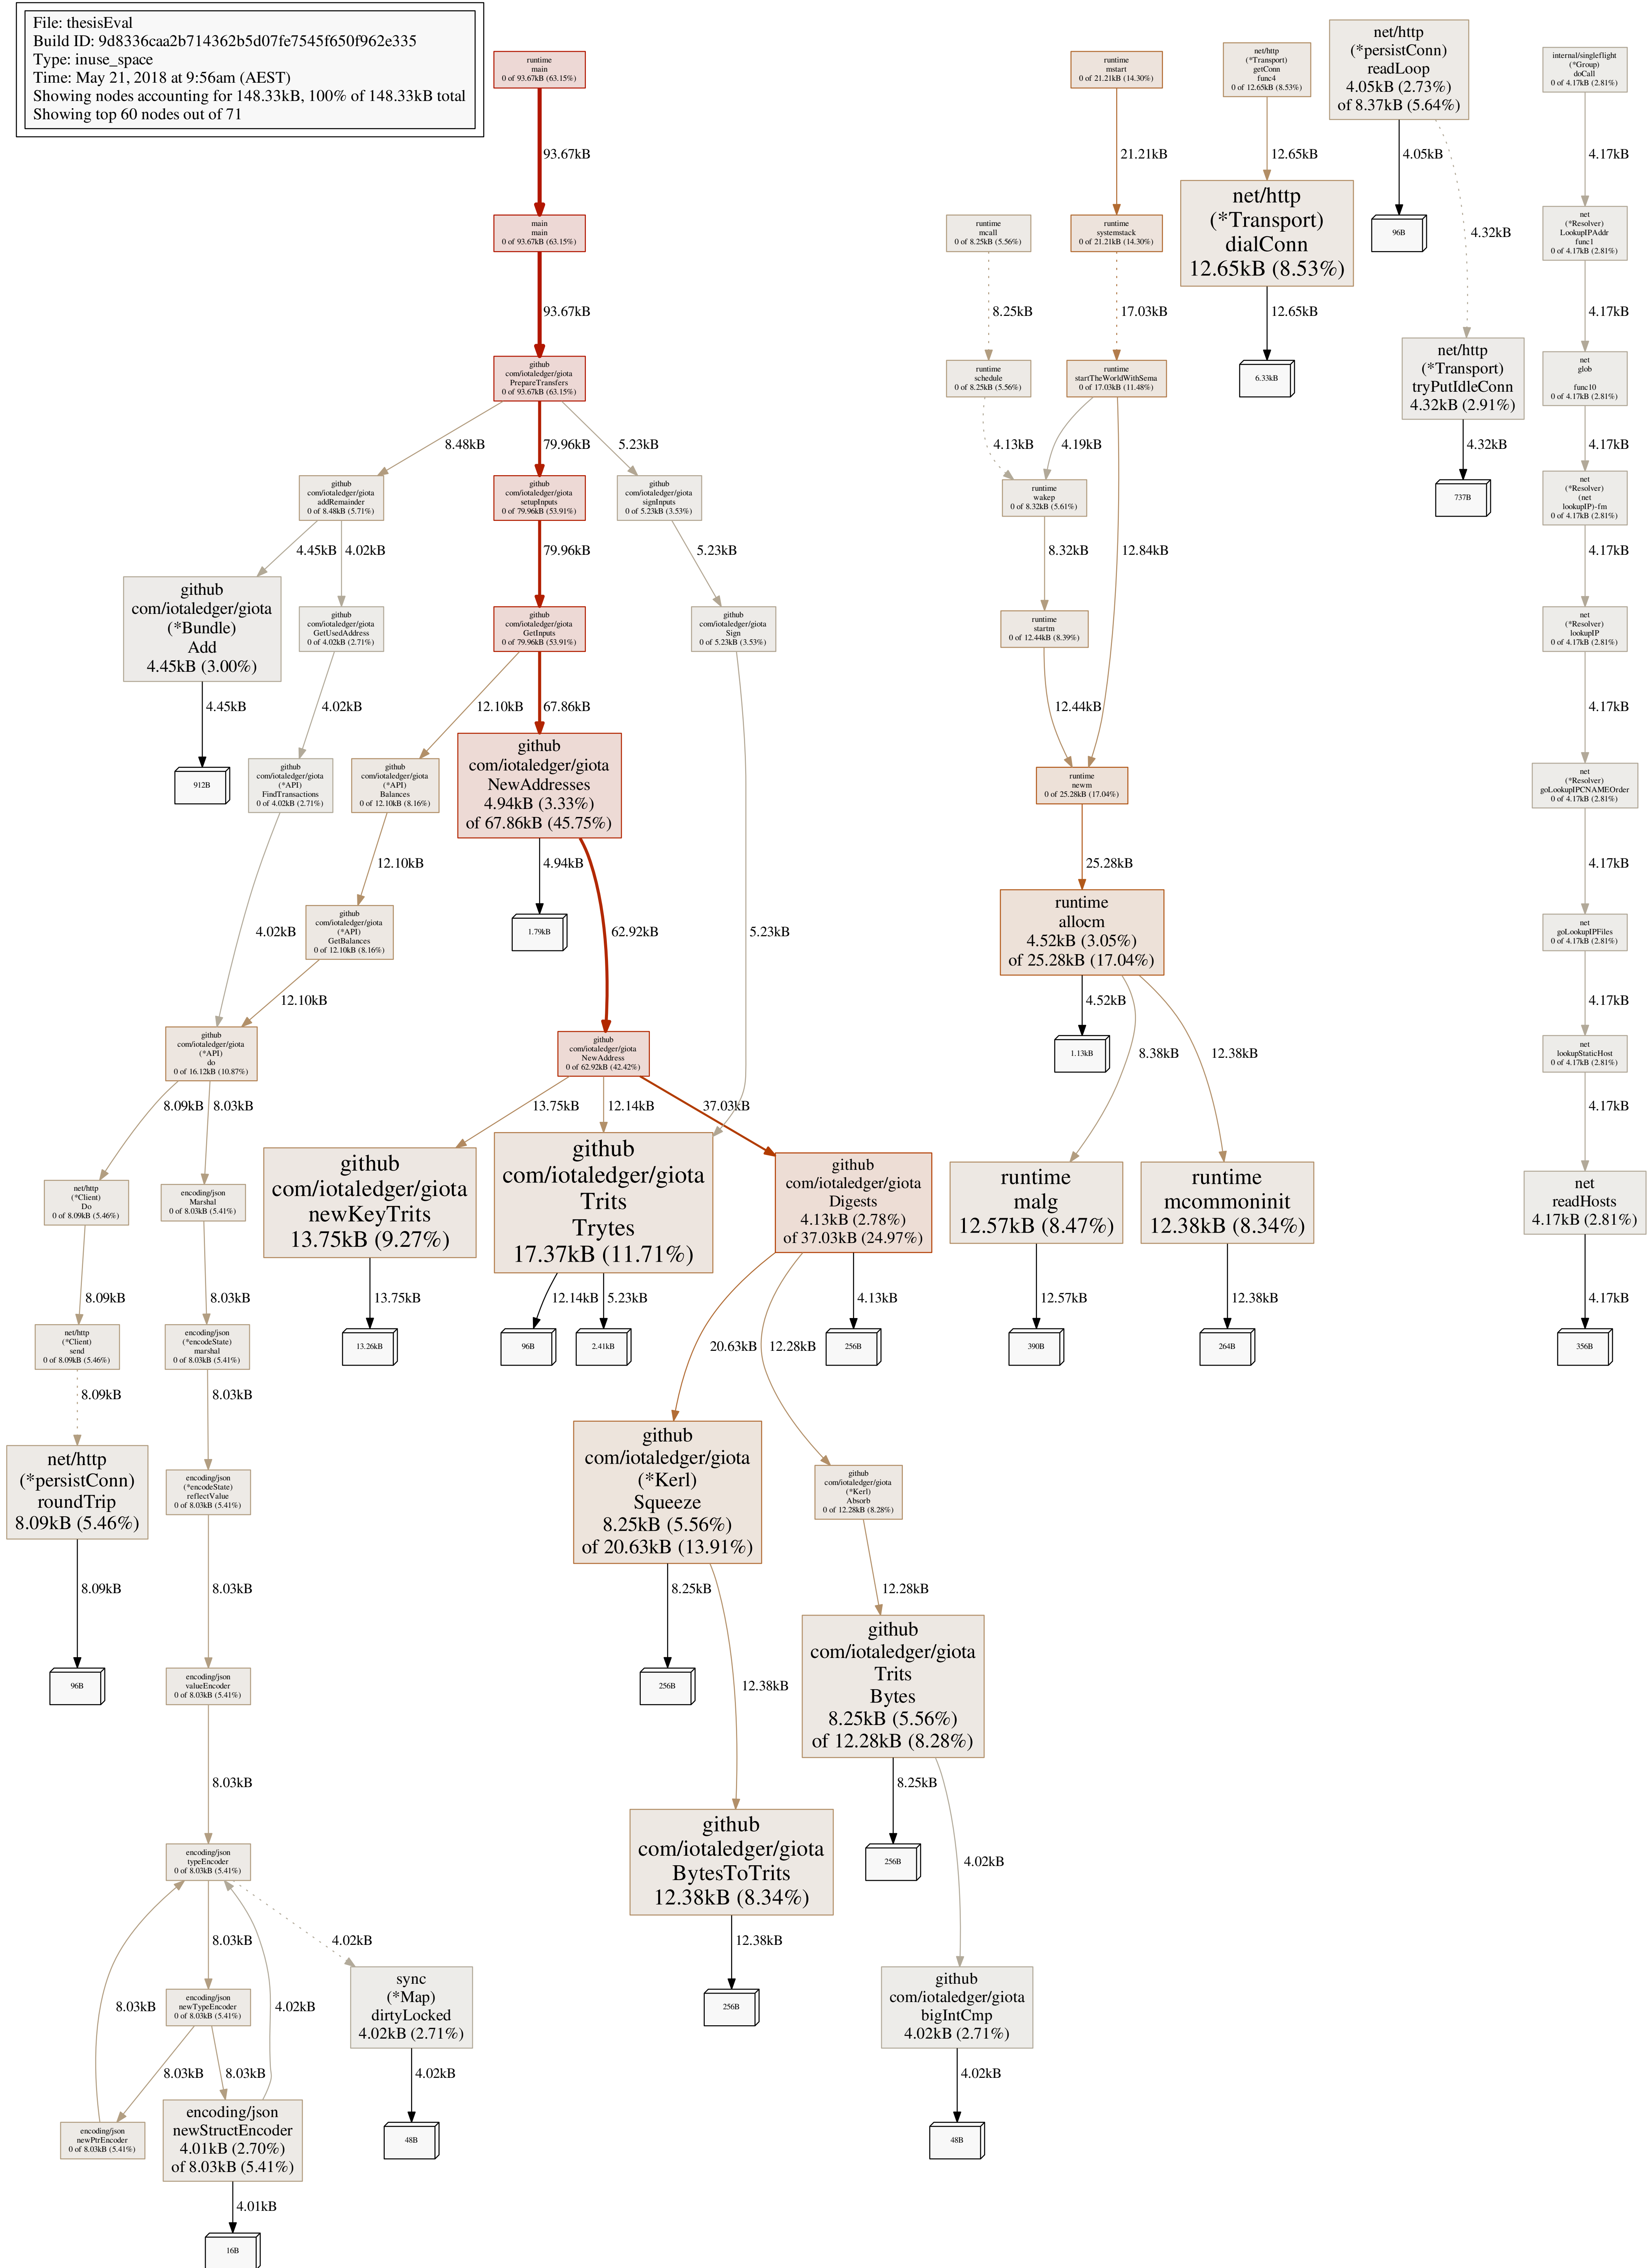 File: thesisEval
Build ID: 9d8336caa2b714362b5d07fe7545f650f962e335
Type: inuse_space
Time: May 21, 2018 at 9:56am (AEST)
Showing nodes accounting for 148.33kB, 100% of 148.33kB total
Showing top 60 nodes out of 71
runtime
main
0 of 93.67kB (63.15%)
93.67kB
main
main
0 of 93.67kB (63.15%)
93.67kB
github
com/iotaledger/giota
PrepareTransfers
0 of 93.67kB (63.15%)
8.48kB
79.96kB
5.23kB
github
com/iotaledger/giota
addRemainder
0 of 8.48kB (5.71%)
github
com/iotaledger/giota
setupInputs
0 of 79.96kB (53.91%)
github
com/iotaledger/giota
signInputs
0 of 5.23kB (3.53%)
4.45kB
4.02kB
79.96kB
5.23kB
github
com/iotaledger/giota
(*Bundle)
Add
4.45kB (3.00%)
github
com/iotaledger/giota
GetUsedAddress
0 of 4.02kB (2.71%)
github
com/iotaledger/giota
GetInputs
0 of 79.96kB (53.91%)
github
com/iotaledger/giota
Sign
0 of 5.23kB (3.53%)
4.45kB
4.02kB
12.10kB
67.86kB
912B
github
com/iotaledger/giota
(*API)
FindTransactions
0 of 4.02kB (2.71%)
github
com/iotaledger/giota
(*API)
Balances
0 of 12.10kB (8.16%)
github
com/iotaledger/giota
NewAddresses
4.94kB (3.33%)
of 67.86kB (45.75%)
12.10kB
4.94kB
github
com/iotaledger/giota
(*API)
GetBalances
0 of 12.10kB (8.16%)
1.79kB
4.02kB
62.92kB
5.23kB
12.10kB
github
com/iotaledger/giota
(*API)
do
0 of 16.12kB (10.87%)
github
com/iotaledger/giota
NewAddress
0 of 62.92kB (42.42%)
8.09kB
8.03kB
13.75kB
12.14kB
37.03kB
net/http
(*Client)
Do
0 of 8.09kB (5.46%)
encoding/json
Marshal
0 of 8.03kB (5.41%)
github
com/iotaledger/giota
newKeyTrits
13.75kB (9.27%)
github
com/iotaledger/giota
Trits
Trytes
17.37kB (11.71%)
github
com/iotaledger/giota
Digests
4.13kB (2.78%)
of 37.03kB (24.97%)
8.09kB
8.03kB
13.75kB
12.14kB
5.23kB
4.13kB
net/http
(*Client)
send
0 of 8.09kB (5.46%)
encoding/json
(*encodeState)
marshal
0 of 8.03kB (5.41%)
13.26kB
96B
2.41kB
20.63kB
12.28kB
256B
8.09kB
8.03kB
net/http
(*persistConn)
roundTrip
8.09kB (5.46%)
encoding/json
(*encodeState)
reflectValue
0 of 8.03kB (5.41%)
github
com/iotaledger/giota
(*Kerl)
Squeeze
8.25kB (5.56%)
of 20.63kB (13.91%)
github
com/iotaledger/giota
(*Kerl)
Absorb
0 of 12.28kB (8.28%)
8.09kB
8.03kB
8.25kB
12.28kB
96B
encoding/json
valueEncoder
0 of 8.03kB (5.41%)
256B
12.38kB
github
com/iotaledger/giota
Trits
Bytes
8.25kB (5.56%)
of 12.28kB (8.28%)
8.03kB
8.25kB
encoding/json
typeEncoder
0 of 8.03kB (5.41%)
github
com/iotaledger/giota
BytesToTrits
12.38kB (8.34%)
256B
4.02kB
8.03kB
4.02kB
12.38kB
encoding/json
newTypeEncoder
0 of 8.03kB (5.41%)
8.03kB
4.02kB
sync
(*Map)
dirtyLocked
4.02kB (2.71%)
256B
github
com/iotaledger/giota
bigIntCmp
4.02kB (2.71%)
8.03kB
8.03kB
4.02kB
4.02kB
encoding/json
newPtrEncoder
0 of 8.03kB (5.41%)
encoding/json
newStructEncoder
4.01kB (2.70%)
of 8.03kB (5.41%)
48B
48B
4.01kB
16B
runtime
mstart
0 of 21.21kB (14.30%)
21.21kB
runtime
mcall
0 of 8.25kB (5.56%)
runtime
systemstack
0 of 21.21kB (14.30%)
8.25kB
17.03kB
runtime
schedule
0 of 8.25kB (5.56%)
runtime
startTheWorldWithSema
0 of 17.03kB (11.48%)
4.13kB
4.19kB
runtime
wakep
0 of 8.32kB (5.61%)
8.32kB
12.84kB
runtime
startm
0 of 12.44kB (8.39%)
12.44kB
runtime
newm
0 of 25.28kB (17.04%)
25.28kB
runtime
allocm
4.52kB (3.05%)
of 25.28kB (17.04%)
4.52kB
1.13kB
8.38kB
12.38kB
runtime
malg
12.57kB (8.47%)
runtime
mcommoninit
12.38kB (8.34%)
12.57kB
12.38kB
390B
264B
net/http
(*Transport)
getConn
func4
0 of 12.65kB (8.53%)
12.65kB
net/http
(*Transport)
dialConn
12.65kB (8.53%)
12.65kB
6.33kB
net/http
(*persistConn)
readLoop
4.05kB (2.73%)
of 8.37kB (5.64%)
4.05kB
96B
4.32kB
net/http
(*Transport)
tryPutIdleConn
4.32kB (2.91%)
4.32kB
737B
internal/singleflight
(*Group)
doCall
0 of 4.17kB (2.81%)
4.17kB
net
(*Resolver)
LookupIPAddr
func1
0 of 4.17kB (2.81%)
4.17kB
net
glob
func10
0 of 4.17kB (2.81%)
4.17kB
net
(*Resolver)
(net
lookupIP)-fm
0 of 4.17kB (2.81%)
4.17kB
net
(*Resolver)
lookupIP
0 of 4.17kB (2.81%)
4.17kB
net
(*Resolver)
goLookupIPCNAMEOrder
0 of 4.17kB (2.81%)
4.17kB
net
goLookupIPFiles
0 of 4.17kB (2.81%)
4.17kB
net
lookupStaticHost
0 of 4.17kB (2.81%)
4.17kB
net
readHosts
4.17kB (2.81%)
4.17kB
356B